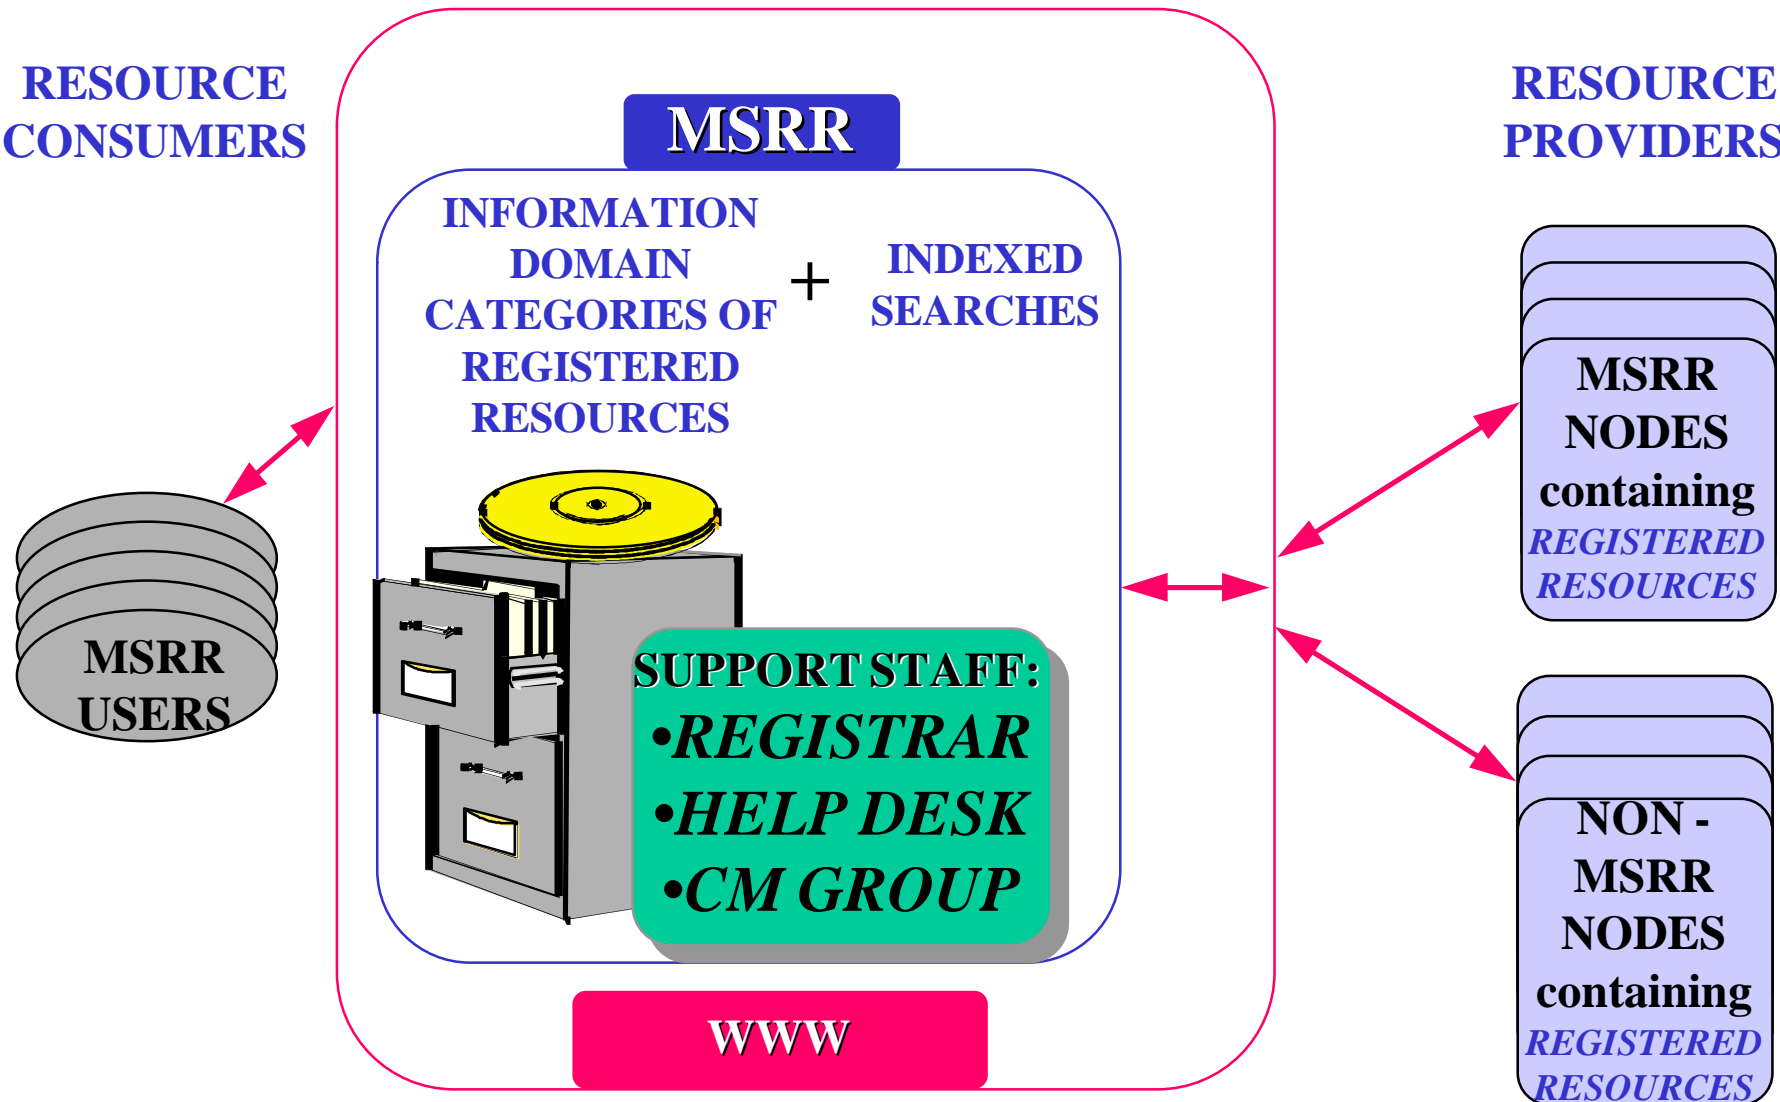 RESOURCE
CONSUMERS
MSRR
USERS
MSRR
INFORMATION
DOMAIN
CATEGORIES OF
REGISTERED
RESOURCES
+
INDEXED
SEARCHES
SUPPORT STAFF:
•REGISTRAR
•HELP DESK
•CM GROUP
WWW
RESOURCE
PROVIDERS
MSRR
NODES
containing
REGISTERED
RESOURCES
NON -
MSRR
NODES
containing
REGISTERED
RESOURCES